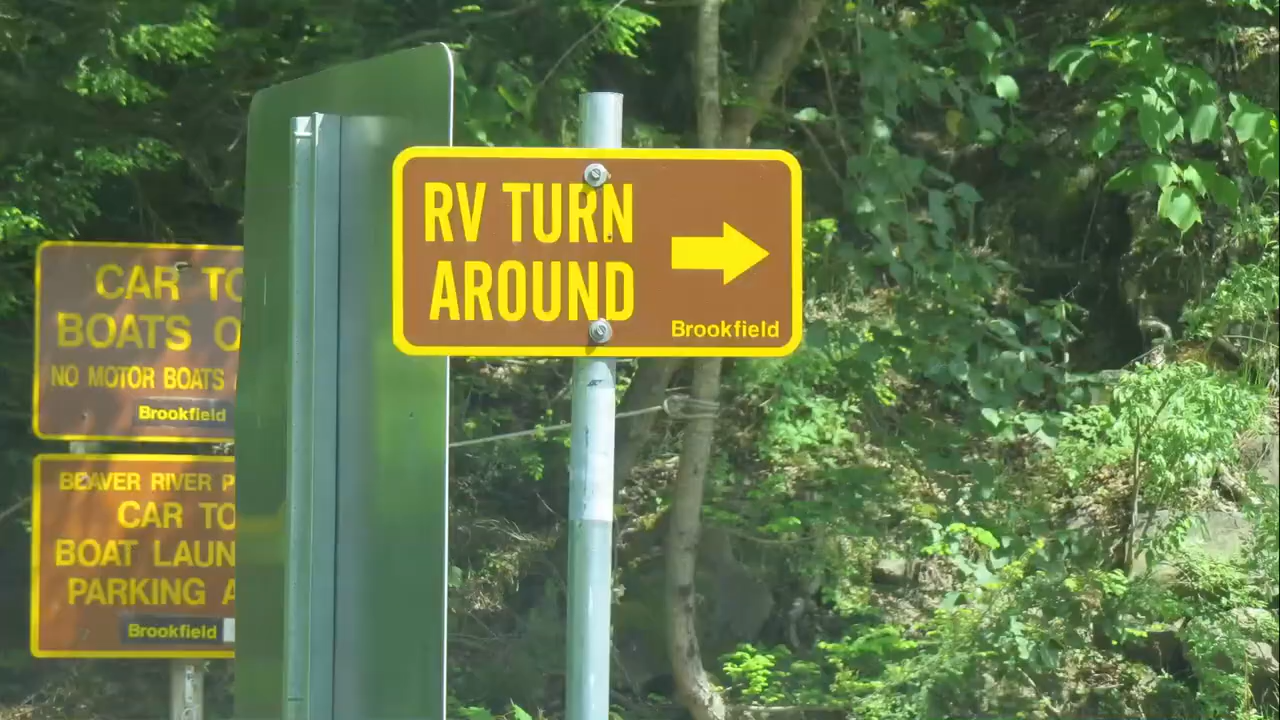 RV TURN
AROUND
Brookfield
CAR TO
BOATS O
NO MOTOR BOATS
Brookfield
BEAVER RIVER P
CAR TO
BOAT LAUN
PARKING A
Brookfield